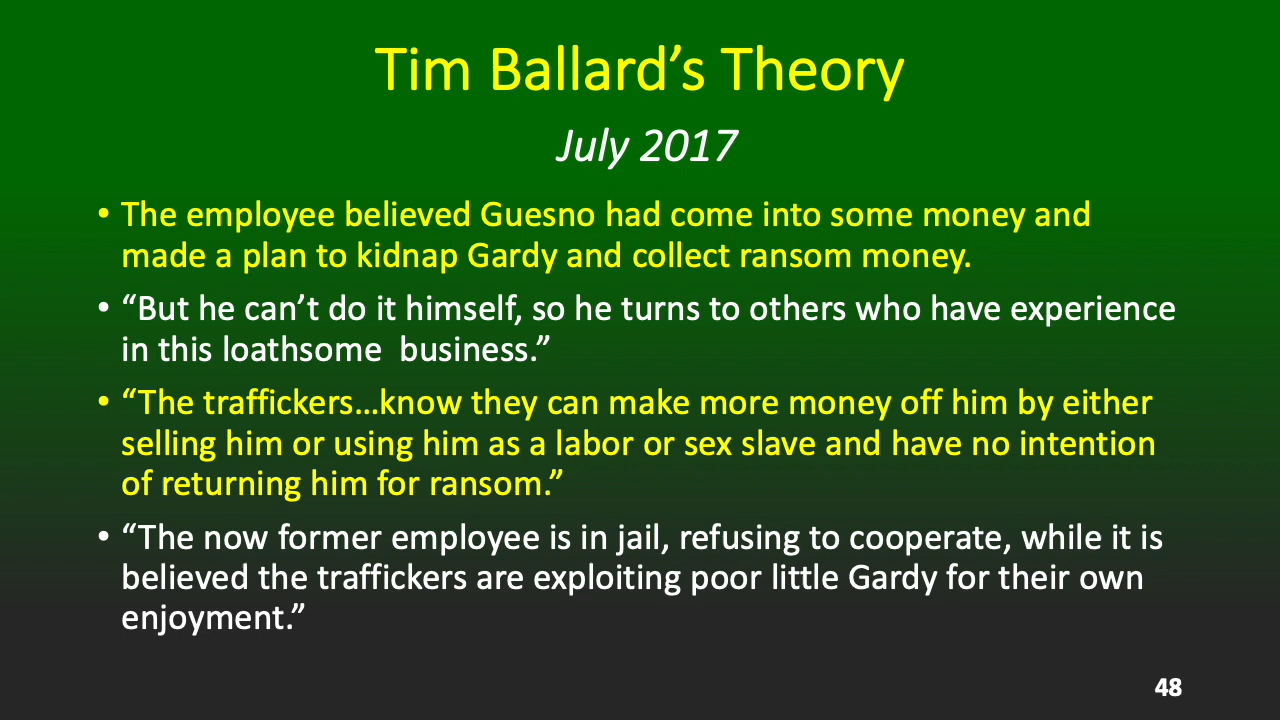 Tim Ballard’s Theory
July 2017
• The employee believed Guesno had come into some money and
made a plan to kidnap Gardy and collect ransom money.
• “But he can’t do it himself, so he turns to others who have experience
in this loathsome  business.”
• “The traffickers…know they can make more money off him by either
selling him or using him as a labor or sex slave and have no intention
of returning him for ransom.”
• “The now former employee is in jail, refusing to cooperate, while it is
believed the traffickers are exploiting poor little Gardy for their own
enjoyment.”
48